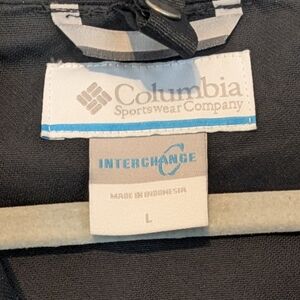 Columbia
Sportswear Company
INTERCHANGE
MADE IN INDONESIA
L